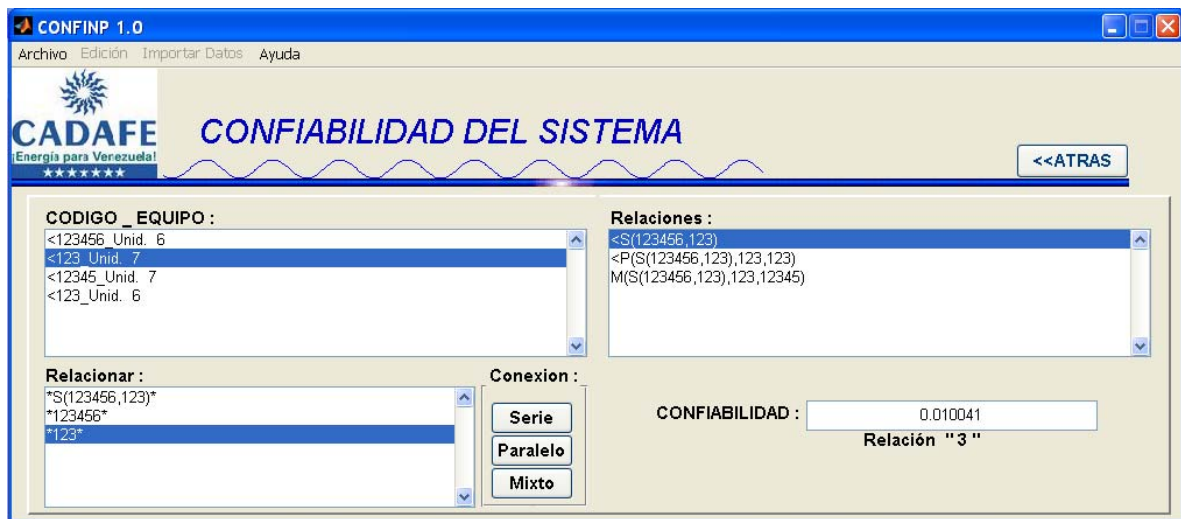 CONFINP 1.0
Archivo Edición Importar Datos Ayuda
CADAFE
¡Energía para Venezuela!
CONFIABILIDAD DEL SISTEMA
<<ATRAS
CODIGO _ EQUIPO :
<123456_Unid. 6
<123_Unid. 7
<12345_Unid. 7
<123_Unid. 6
Relaciones :
<S(123456,123)
<P(S(123456,123),123,123)
M(S(123456,123),123,12345)
Relacionar :
*S(123456,123)*
*123456*
*123*
Conexion :
Serie
Paralelo
Mixto
CONFIABILIDAD : 0.010041
Relación "3"